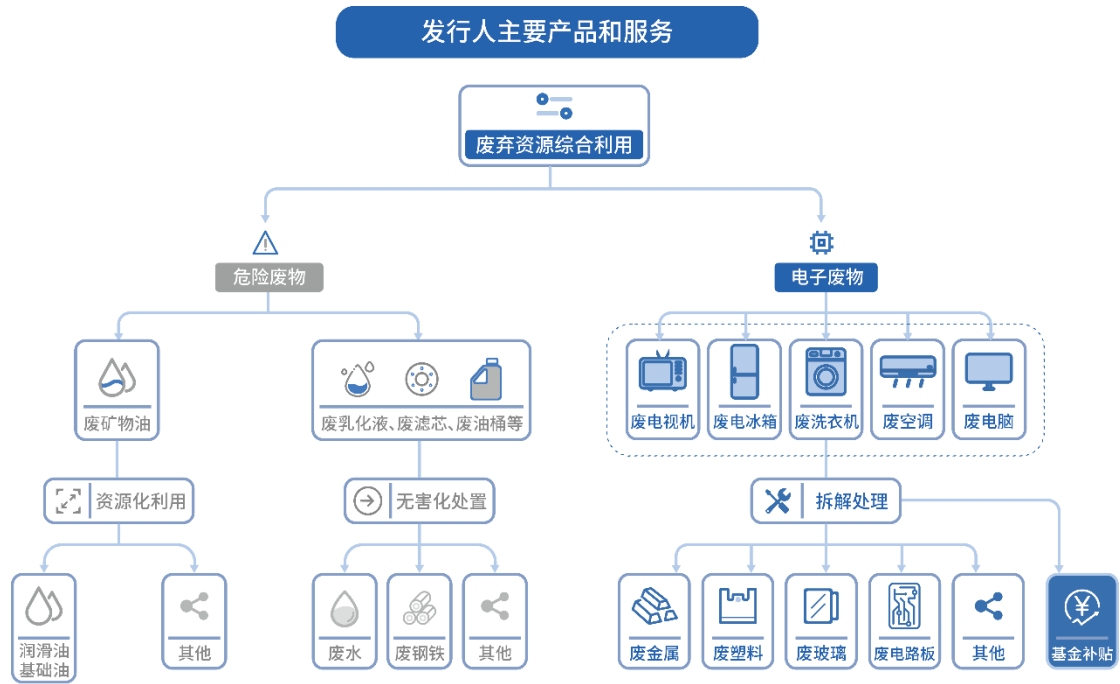 发行人主要产品和服务
废弃资源综合利用
危险废物
电子废物
废矿物油
废乳化液、废滤芯、废油桶等
废电视机
废电冰箱
废洗衣机
废空调
废电脑
资源化利用
无害化处置
拆解处理
润滑油
基础油
其他
废水
废钢铁
其他
废金属
废塑料
废玻璃
废电路板
其他
基金补贴